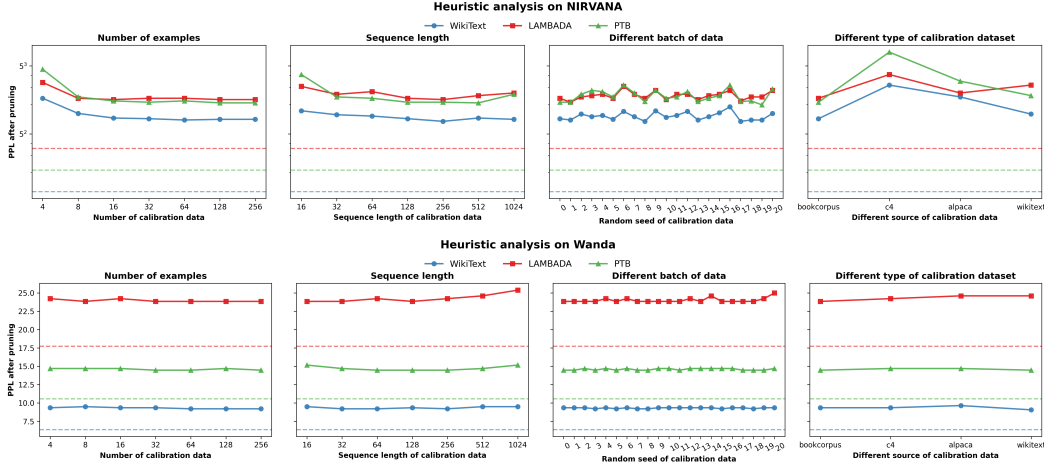 Heuristic analysis on NIRVANA
WikiText LAMBADA PTB
Number of examples
Sequence length
Different batch of data
Different type of calibration dataset
PPL after pruning
5³
5²
4 8 16 32 64 128 256
Number of calibration data
16 32 64 128 256 512 1024
Sequence length of calibration data
0 1 2 3 4 5 6 7 8 9 10 11 12 13 14 15 16 17 18 19 20
Random seed of calibration data
bookcorpus c4 alpaca wikitext
Different source of calibration data
Heuristic analysis on Wanda
WikiText LAMBADA PTB
Number of examples
Sequence length
Different batch of data
Different type of calibration dataset
PPL after pruning
25.0
22.5
20.0
17.5
15.0
12.5
10.0
7.5
4 8 16 32 64 128 256
Number of calibration data
16 32 64 128 256 512 1024
Sequence length of calibration data
0 1 2 3 4 5 6 7 8 9 10 11 12 13 14 15 16 17 18 19 20
Random seed of calibration data
bookcorpus c4 alpaca wikitext
Different source of calibration data